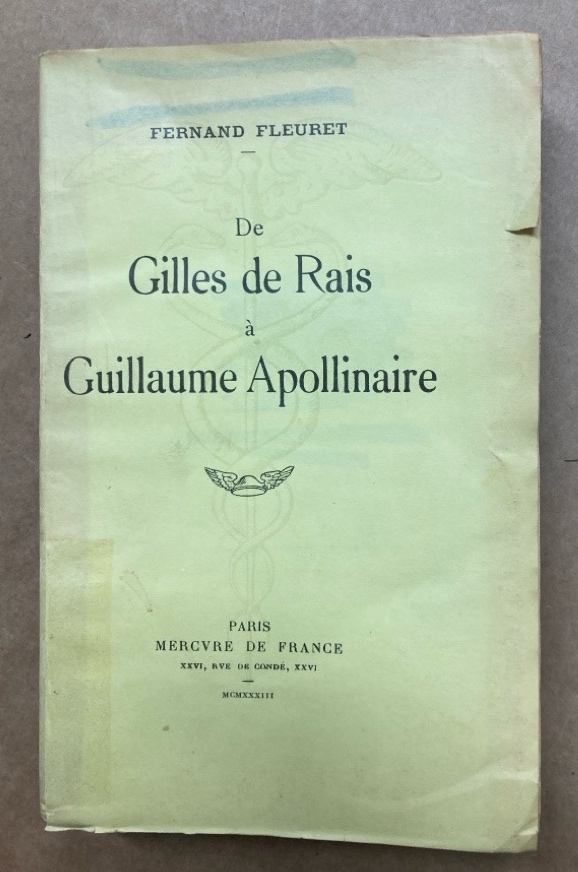 FERNAND FLEURET
De
Gilles de Rais
à
Guillaume Apollinaire
PARIS
MERCVRE DE FRANCE
XXVI, RVE DE CONDÉ, XXVI
MCMXXXIII